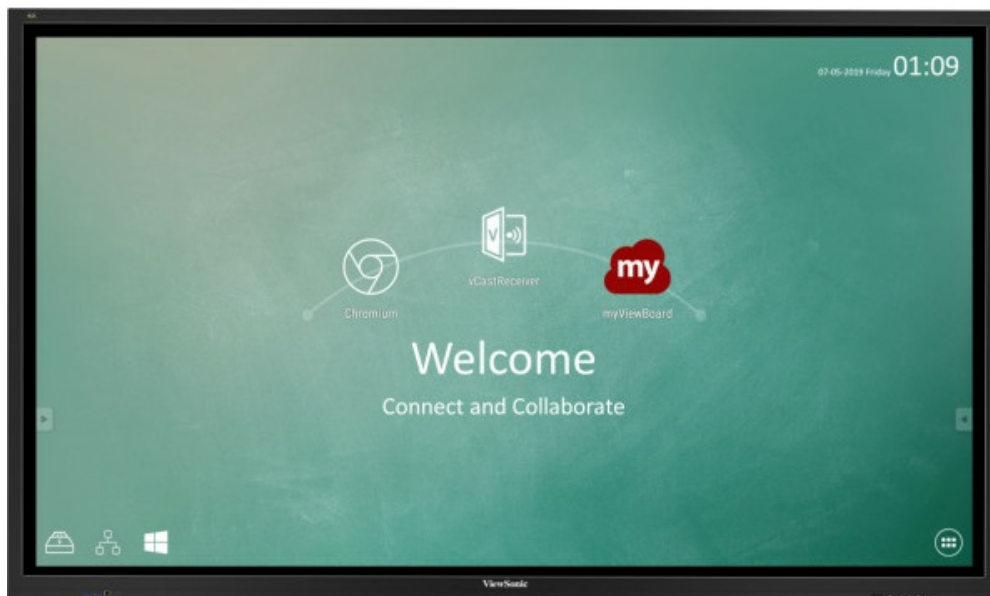 07-05-2019 Friday 01:09
V
vCastReceiver
my
Chromium
myViewBoard
Welcome
Connect and Collaborate
ViewSonic